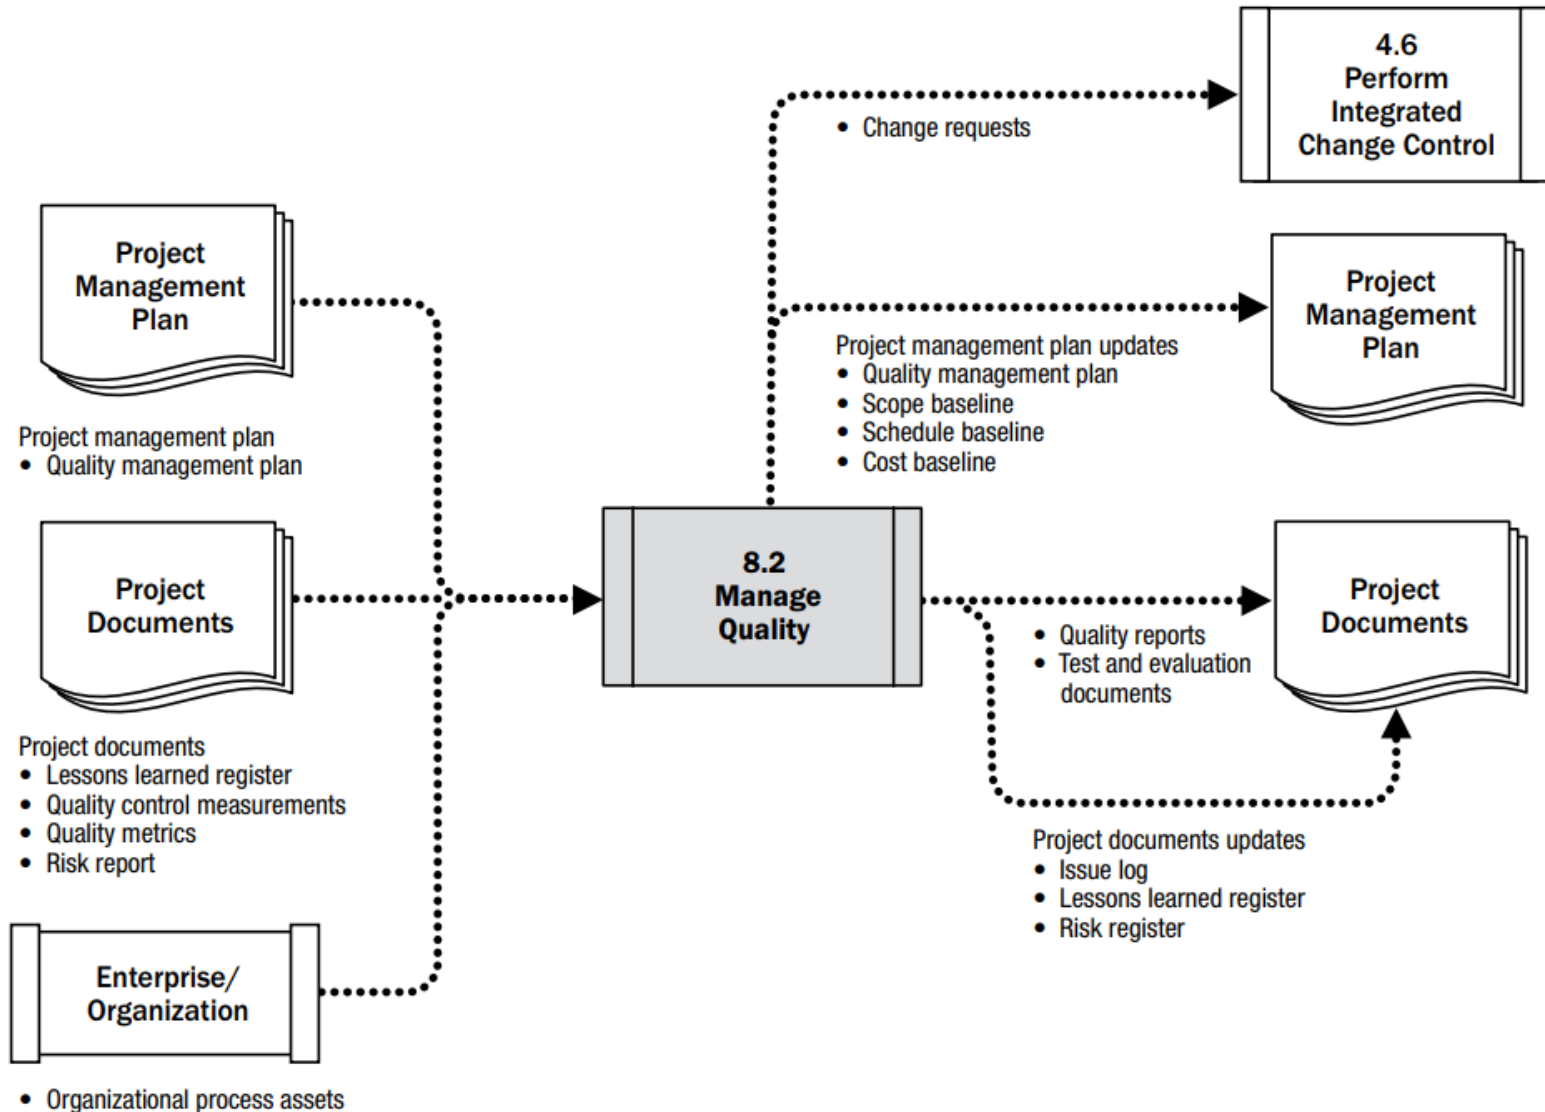 4.6
Perform
Integrated
Change Control
• Change requests
Project
Management
Plan
Project management plan
• Quality management plan
Project
Management
Plan
Project management plan updates
• Quality management plan
• Scope baseline
• Schedule baseline
• Cost baseline
Project
Documents
Project documents
• Lessons learned register
• Quality control measurements
• Quality metrics
• Risk report
8.2
Manage
Quality
Project
Documents
• Quality reports
• Test and evaluation
documents
Project documents updates
• Issue log
• Lessons learned register
• Risk register
Enterprise/
Organization
• Organizational process assets